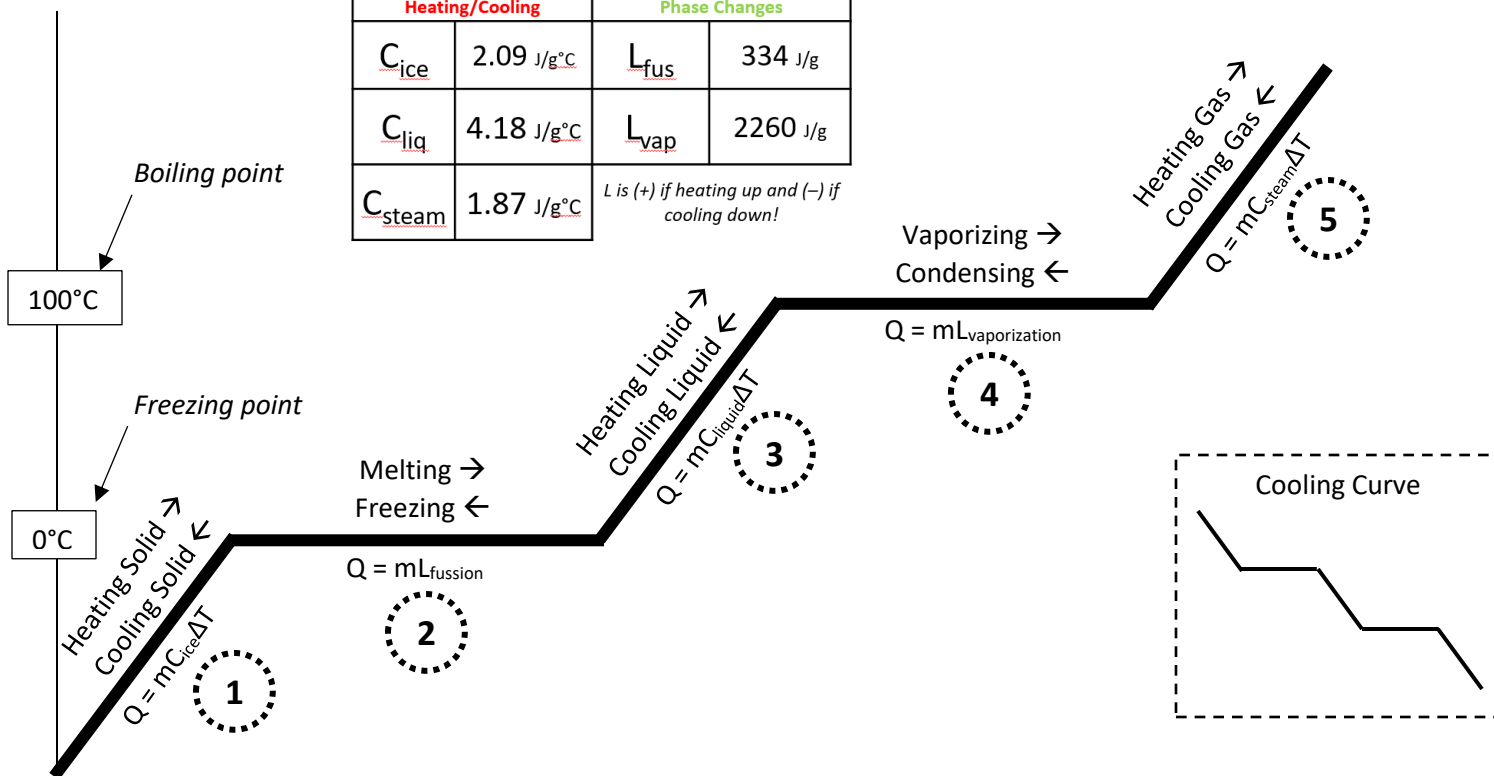 Heating/Cooling
Phase Changes
Cice
2.09 J/g°C
Lfus
334 J/g
Cliq
4.18 J/g°C
Lvap
2260 J/g
Csteam
1.87 J/g°C
L is (+) if heating up and (–) if
cooling down!
Boiling point
100°C
Freezing point
0°C
Heating Solid →
Cooling Solid ←
Q = mCiceΔT
1
Melting →
Freezing ←
Q = mLfussion
2
Heating Liquid →
Cooling Liquid ←
Q = mCliquidΔT
3
Vaporizing →
Condensing ←
Q = mLvaporization
4
Heating Gas →
Cooling Gas ←
Q = mCsteamΔT
5
Cooling Curve